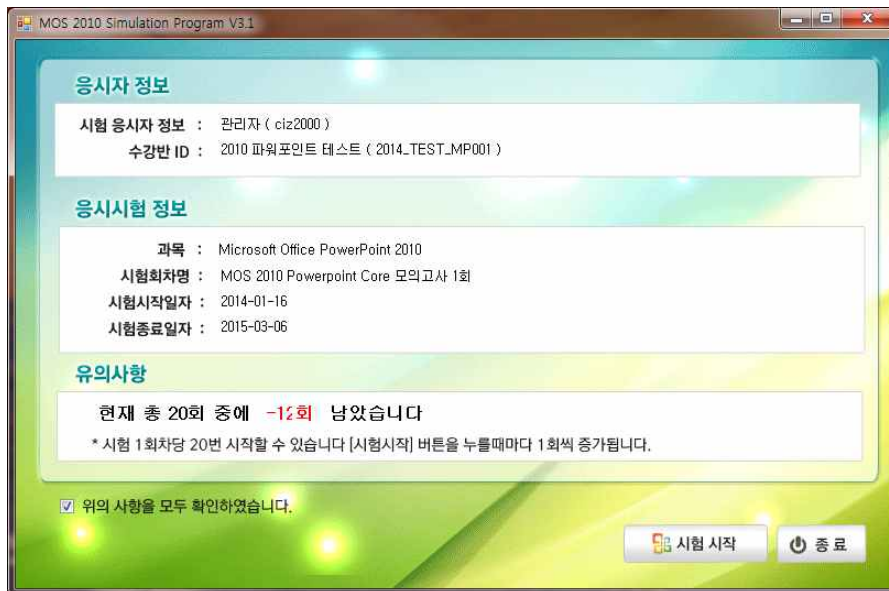 MOS 2010 Simulation Program V3.1
응시자 정보
시험 응시자 정보 : 관리자 ( ciz2000 )
수강반 ID : 2010 파워포인트 테스트 ( 2014_TEST_MP001 )
응시시험 정보
과목 : Microsoft Office PowerPoint 2010
시험회차명 : MOS 2010 Powerpoint Core 모의고사 1회
시험시작일자 : 2014-01-16
시험종료일자 : 2015-03-06
유의사항
현재 총 20회 중에 -12회 남았습니다
* 시험 1회차당 20번 시작할 수 있습니다 [시험시작] 버튼을 누를때마다 1회씩 증가됩니다.
위의 사항을 모두 확인하였습니다.
시험 시작 종료